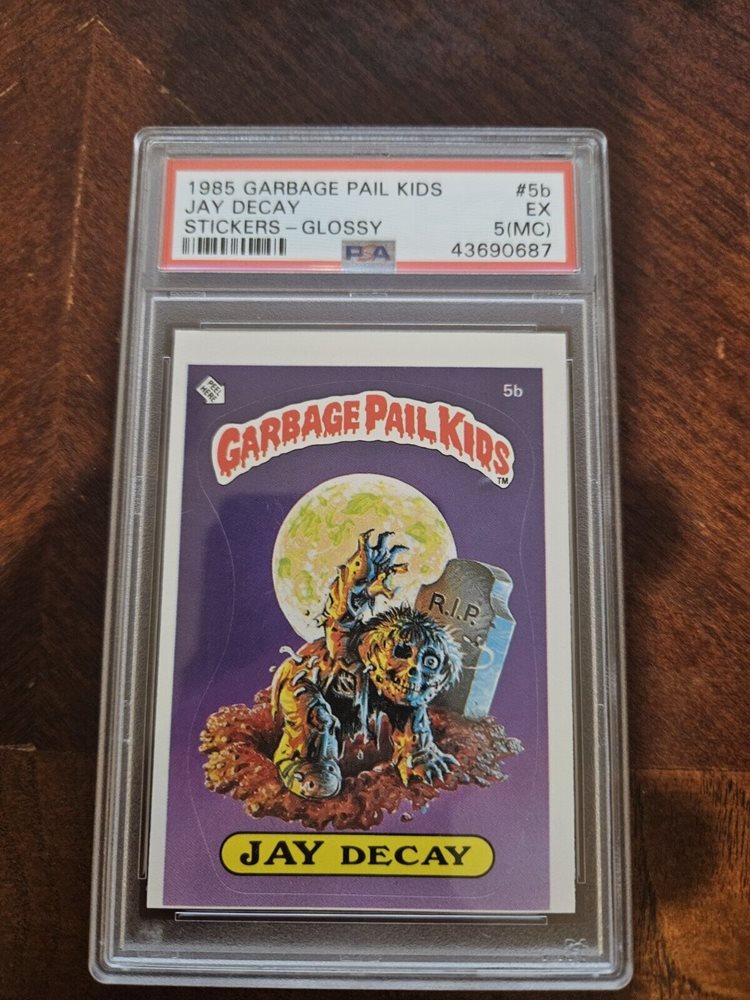 1985 GARBAGE PAIL KIDS #5b
JAY DECAY EX
STICKERS – GLOSSY 5(MC)
PSA 43690687
PEEL HERE
5b
GARBAGE PAIL KIDS
TM
R.I.P.
JAY DECAY